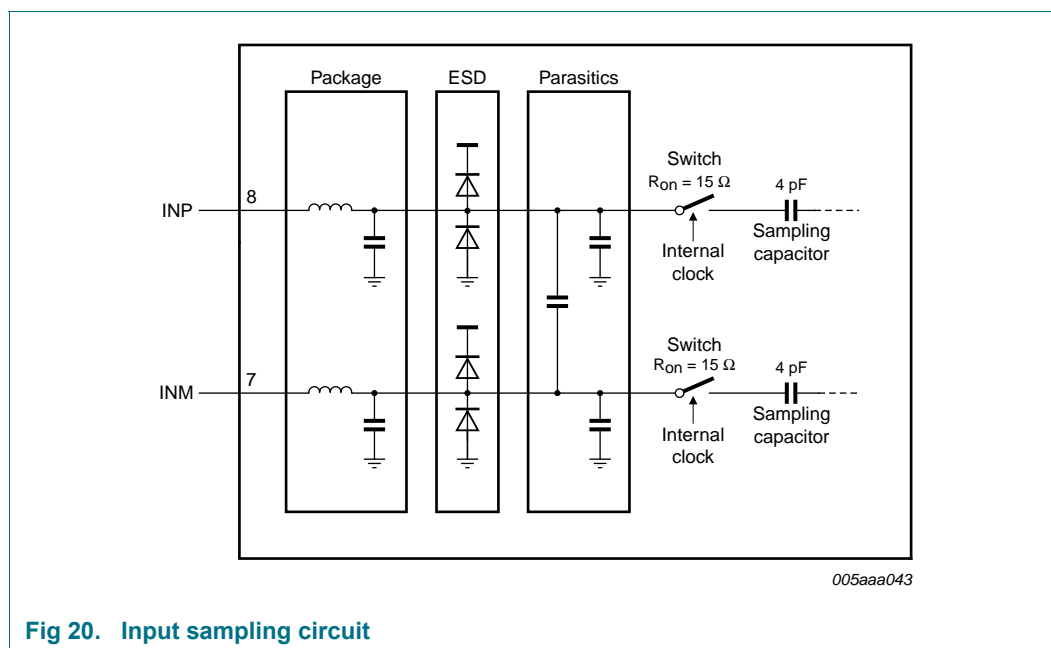 Package
ESD
Parasitics
Switch
Ron = 15 Ω
4 pF
8
INP
Internal
clock
Sampling
capacitor
Switch
Ron = 15 Ω
4 pF
7
INM
Internal
clock
Sampling
capacitor
005aaa043
Fig 20. Input sampling circuit